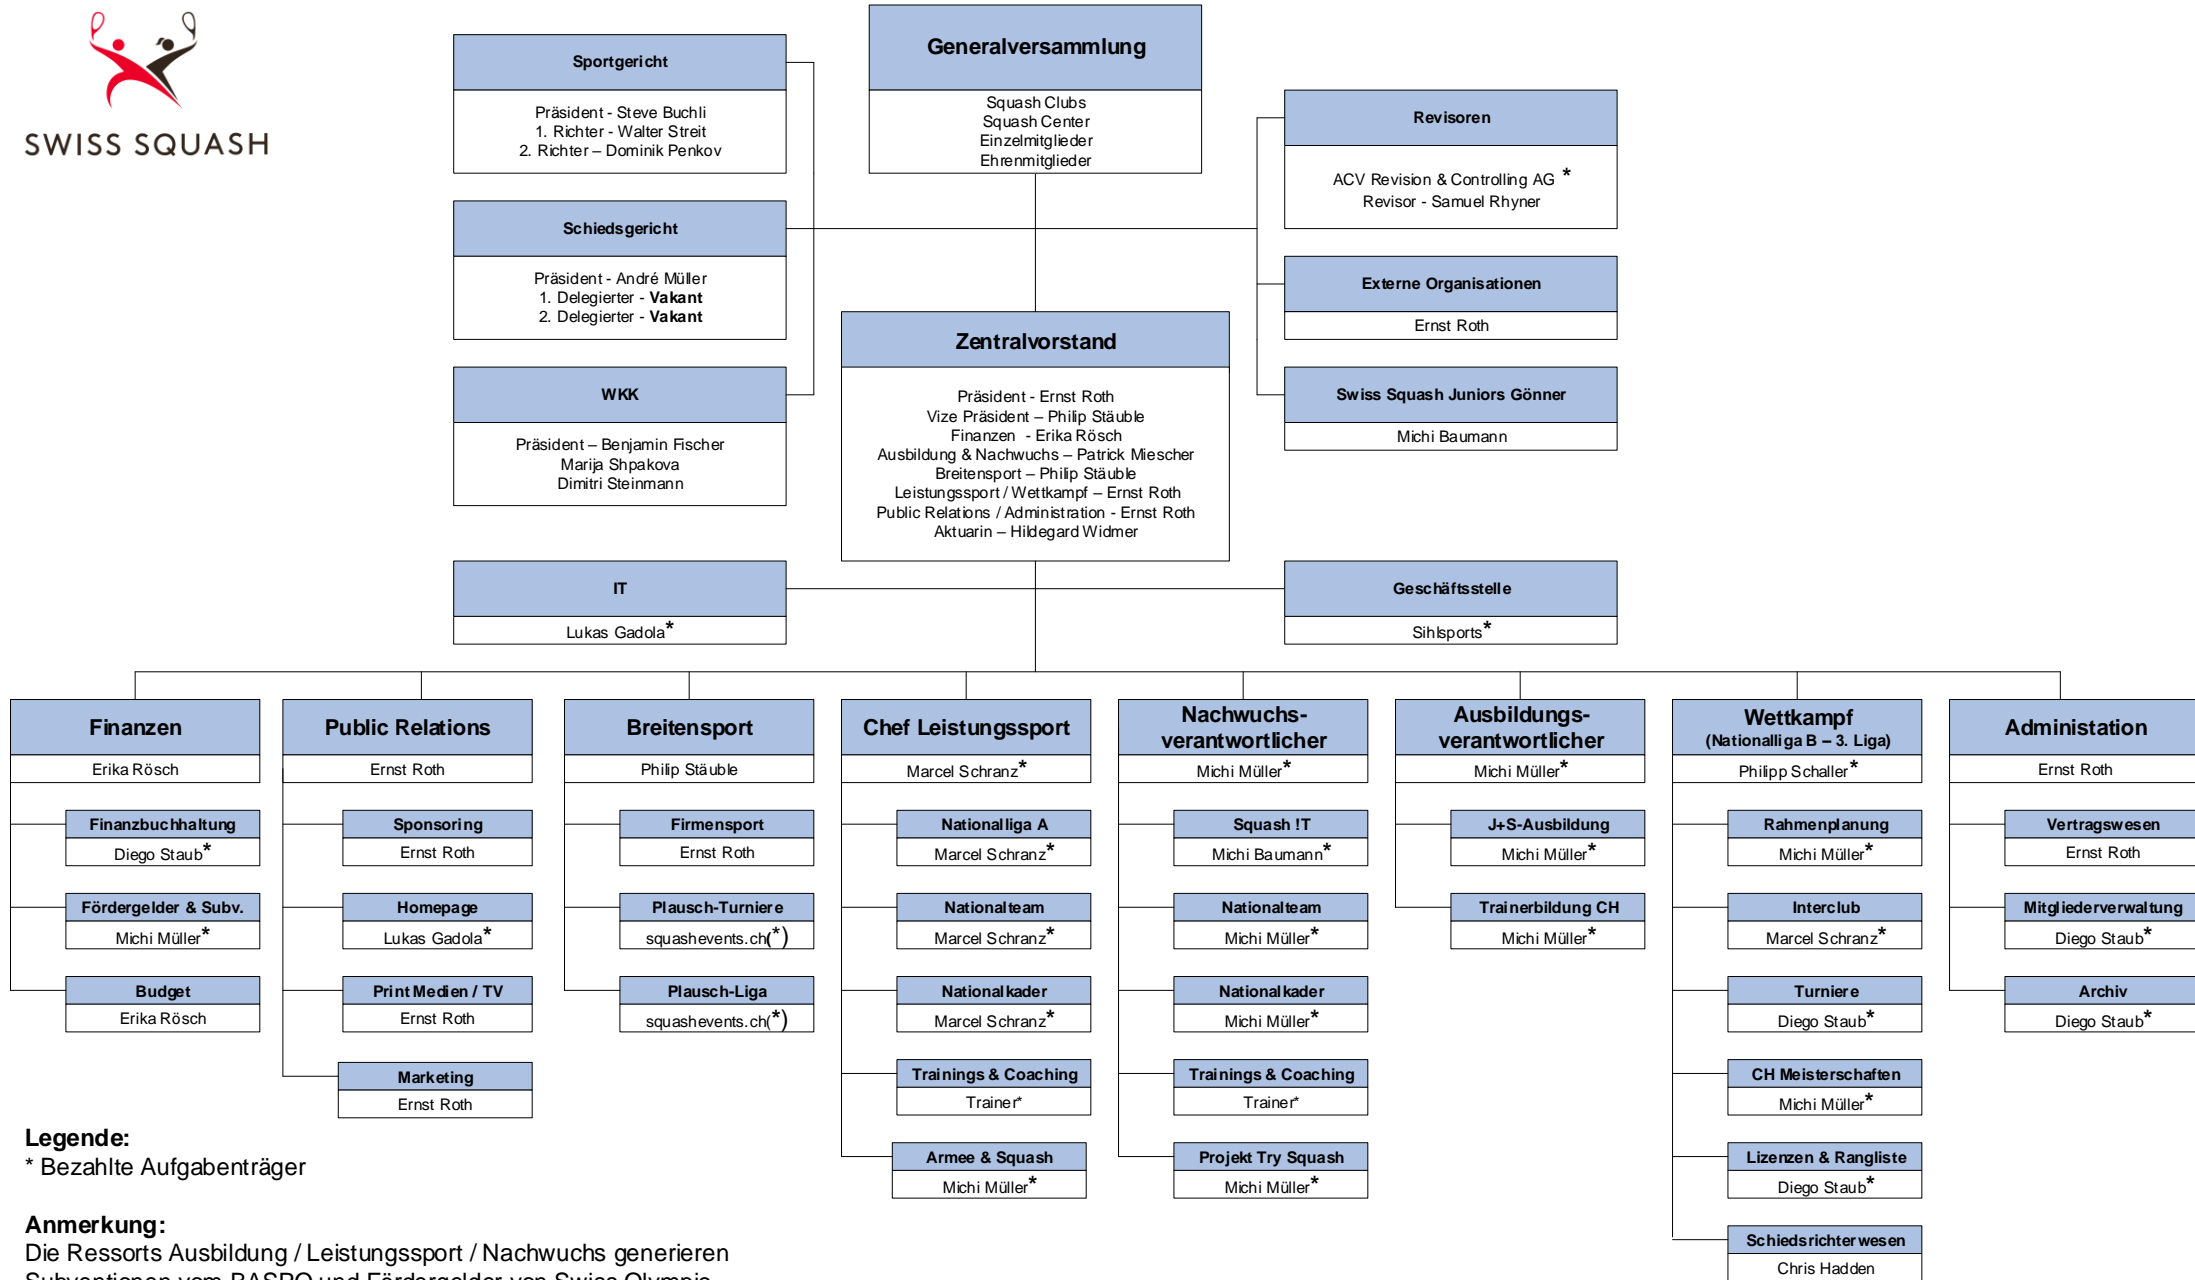 SWISS SQUASH
Generalversammlung
Squash Clubs
Squash Center
Einzelmitglieder
Ehrenmitglieder
Sportgericht
Präsident - Steve Buchli
1. Richter - Walter Streit
2. Richter – Dominik Penkov
Revisoren
ACV Revision & Controlling AG *
Revisor - Samuel Rhyner
Schiedsgericht
Präsident - André Müller
1. Delegierter - Vakant
2. Delegierter - Vakant
Externe Organisationen
Ernst Roth
WKK
Präsident – Benjamin Fischer
Marija Shpakova
Dimitri Steinmann
Zentralvorstand
Präsident - Ernst Roth
Vize Präsident – Philip Stäuble
Finanzen - Erika Rösch
Ausbildung & Nachwuchs – Patrick Miescher
Breitensport – Philip Stäuble
Leistungssport / Wettkampf – Ernst Roth
Public Relations / Administration - Ernst Roth
Aktuarin – Hildegard Widmer
Swiss Squash Juniors Gönner
Michi Baumann
IT
Lukas Gadola*
Geschäftsstelle
Sihlsports*
Finanzen
Erika Rösch
Finanzbuchhaltung
Diego Staub*
Fördergelder & Subv.
Michi Müller*
Budget
Erika Rösch
Public Relations
Ernst Roth
Sponsoring
Ernst Roth
Homepage
Lukas Gadola*
Print Medien / TV
Ernst Roth
Marketing
Ernst Roth
Breitensport
Philip Stäuble
Firmensport
Ernst Roth
Plausch-Turniere
squashevents.ch(*)
Plausch-Liga
squashevents.ch(*)
Chef Leistungssport
Marcel Schranz*
Nationalliga A
Marcel Schranz*
Nationalteam
Marcel Schranz*
Nationalkader
Marcel Schranz*
Trainings & Coaching
Trainer*
Armee & Squash
Michi Müller*
Nachwuchs-
verantwortlicher
Michi Müller*
Squash !T
Michi Baumann*
Nationalteam
Michi Müller*
Nationalkader
Michi Müller*
Trainings & Coaching
Trainer*
Projekt Try Squash
Michi Müller*
Ausbildungs-
verantwortlicher
Michi Müller*
J+S-Ausbildung
Michi Müller*
Trainerbildung CH
Michi Müller*
Wettkampf
(Nationalliga B – 3. Liga)
Philipp Schaller*
Rahmenplanung
Michi Müller*
Interclub
Marcel Schranz*
Turniere
Diego Staub*
CH Meisterschaften
Michi Müller*
Lizenzen & Rangliste
Diego Staub*
Schiedsrichterwesen
Chris Hadden
Administation
Ernst Roth
Vertragswesen
Ernst Roth
Mitgliederverwaltung
Diego Staub*
Archiv
Diego Staub*
Legende:
* Bezahlte Aufgabenträger
Anmerkung:
Die Ressorts Ausbildung / Leistungssport / Nachwuchs generieren
Subventionen vom BASPO und Fördergelder von Swiss Olympic